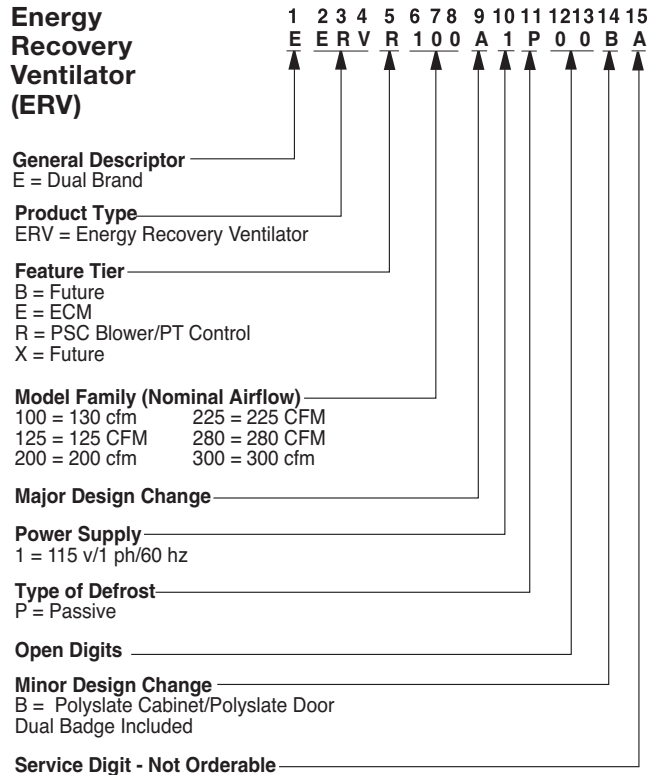 Energy
Recovery
Ventilator
(ERV)
1 2 3 4 5 6 7 8 9 10 11 12 13 14 15
E E R V R 1 0 0 A 1 P 0 0 B A
General Descriptor
E = Dual Brand
Product Type
ERV = Energy Recovery Ventilator
Feature Tier
B = Future
E = ECM
R = PSC Blower/PT Control
X = Future
Model Family (Nominal Airflow)
100 = 130 cfm 225 = 225 CFM
125 = 125 CFM 280 = 280 CFM
200 = 200 cfm 300 = 300 cfm
Major Design Change
Power Supply
1 = 115 v/1 ph/60 hz
Type of Defrost
P = Passive
Open Digits
Minor Design Change
B = Polyslate Cabinet/Polyslate Door
Dual Badge Included
Service Digit - Not Orderable